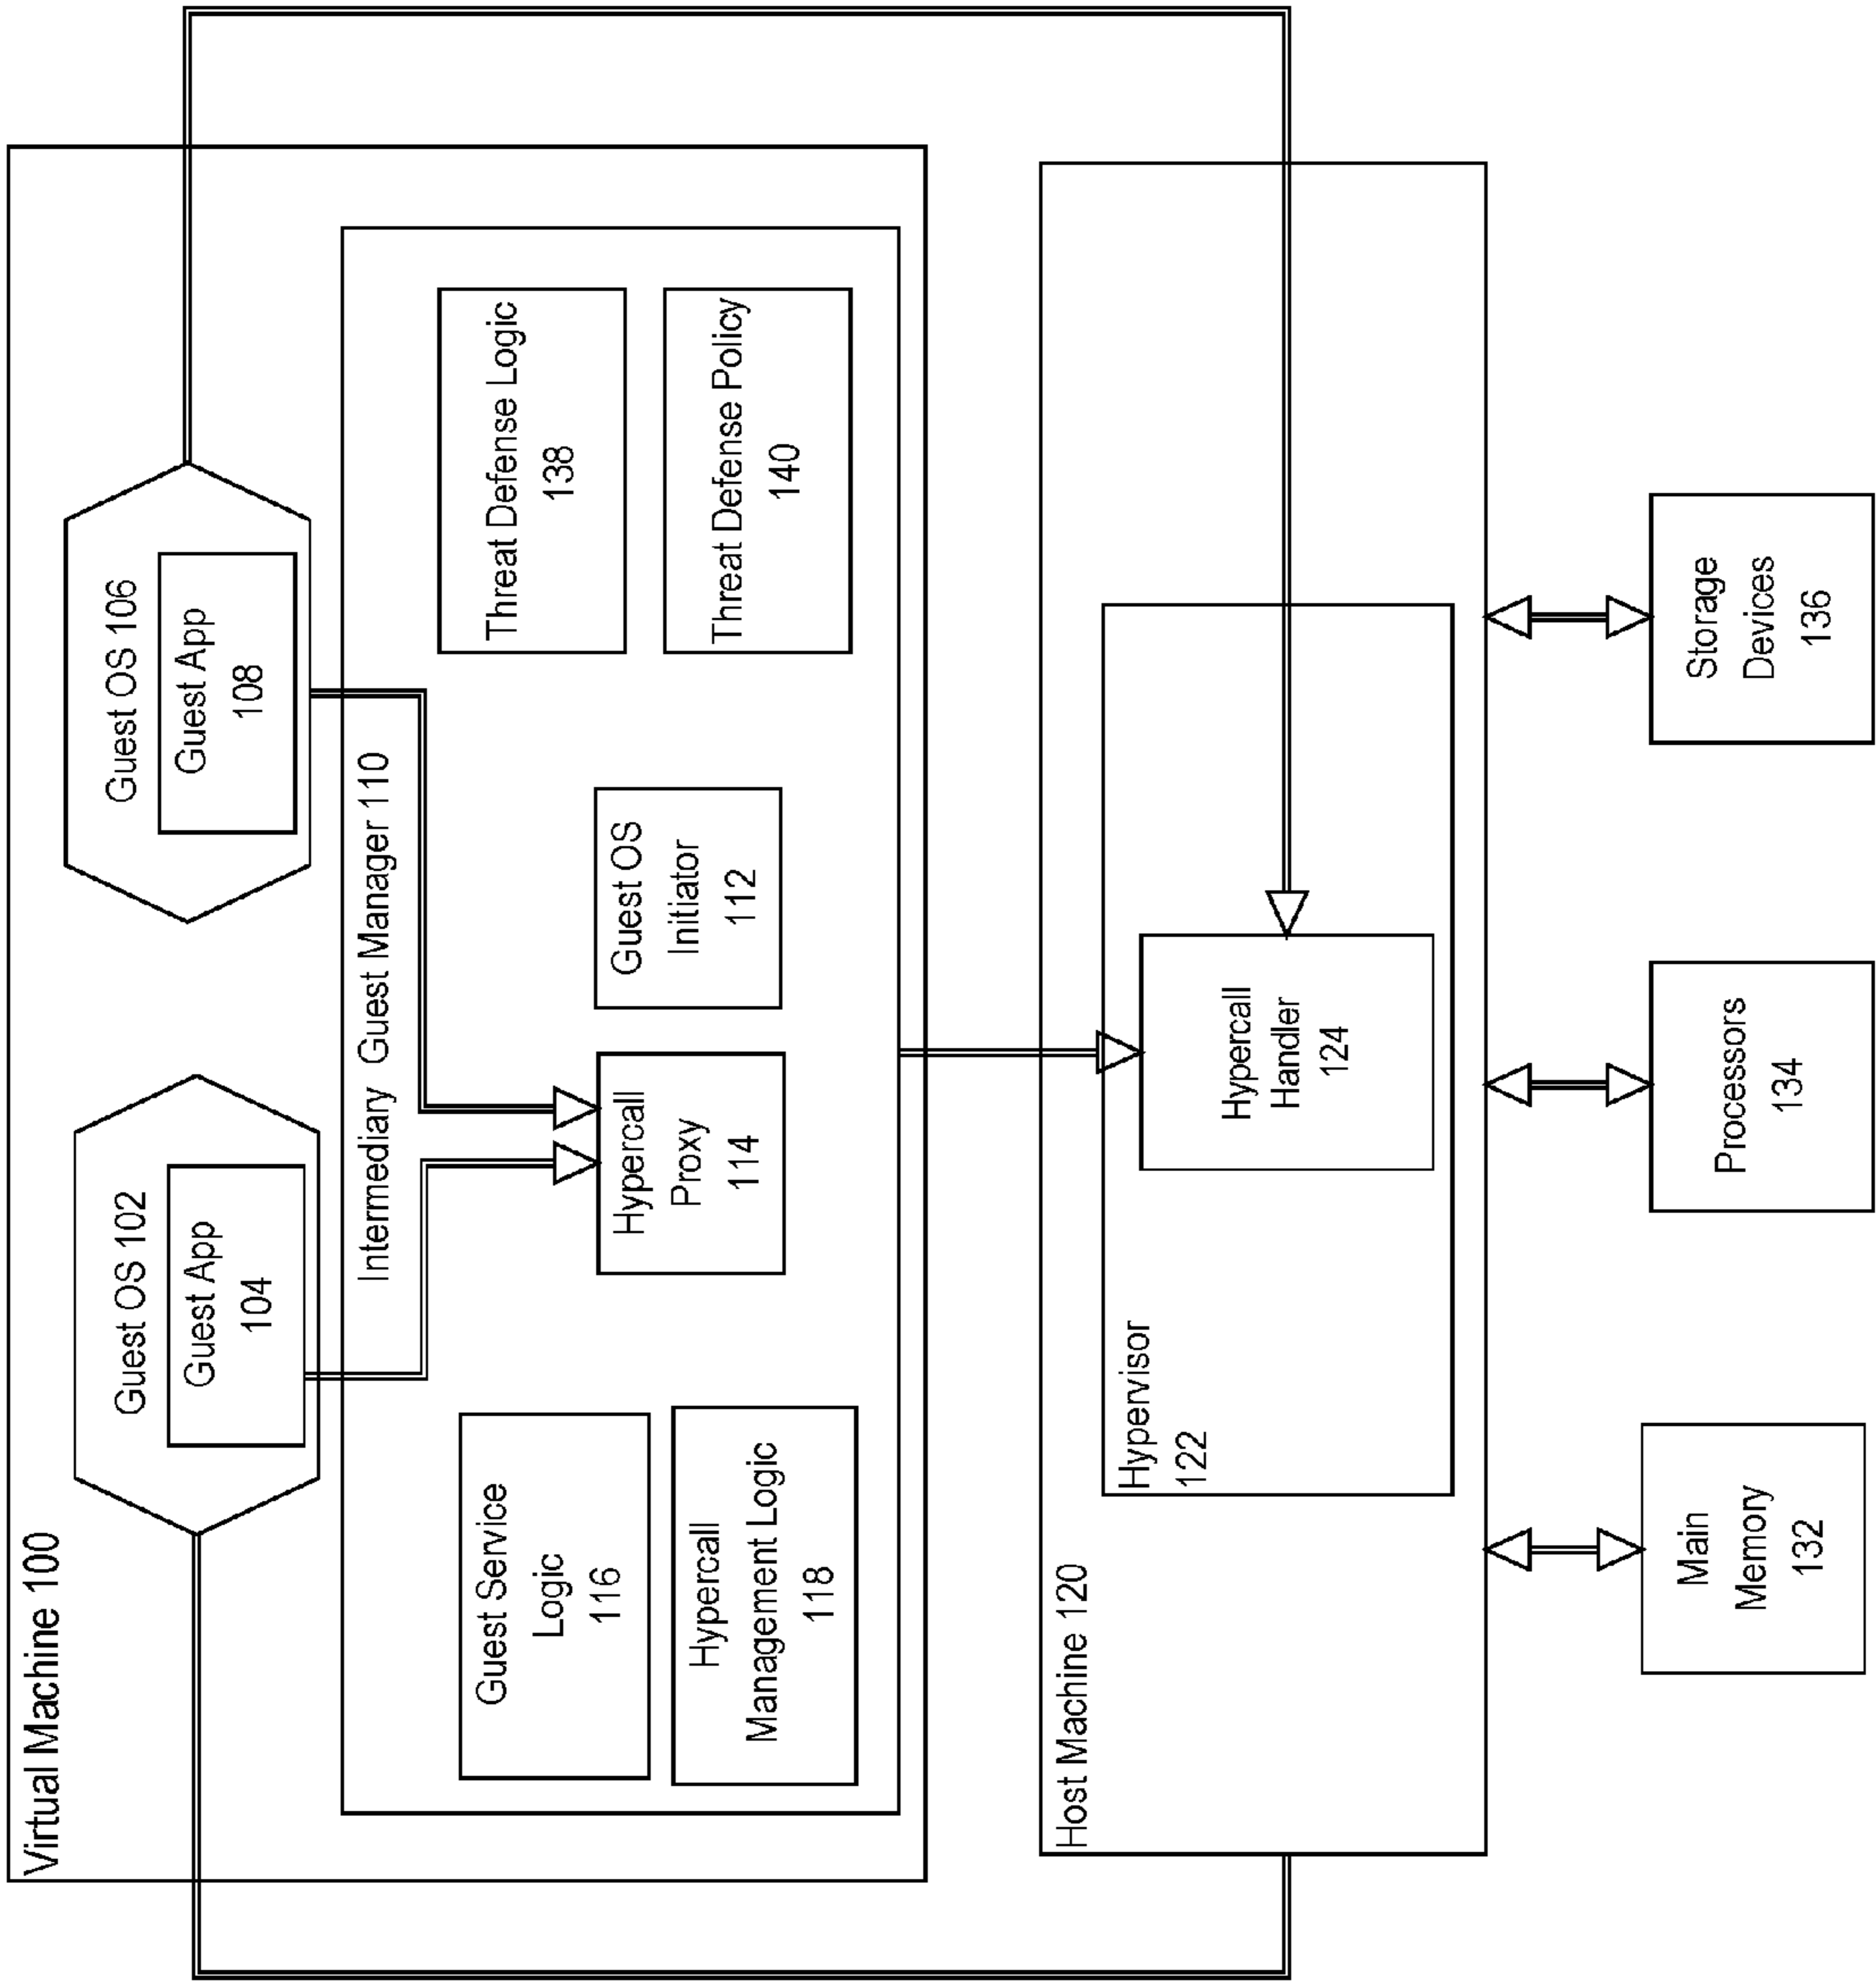 Virtual Machine 100
Guest OS 102
Guest App
104
Guest OS 106
Guest App
108
Intermediary Guest Manager 110
Guest Service
Logic
116
Hypercall
Management Logic
118
Hypercall
Proxy
114
Guest OS
Initiator
112
Threat Defense Logic
138
Threat Defense Policy
140
Host Machine 120
Hypervisor
122
Hypercall
Handler
124
Main
Memory
132
Processors
134
Storage
Devices
136